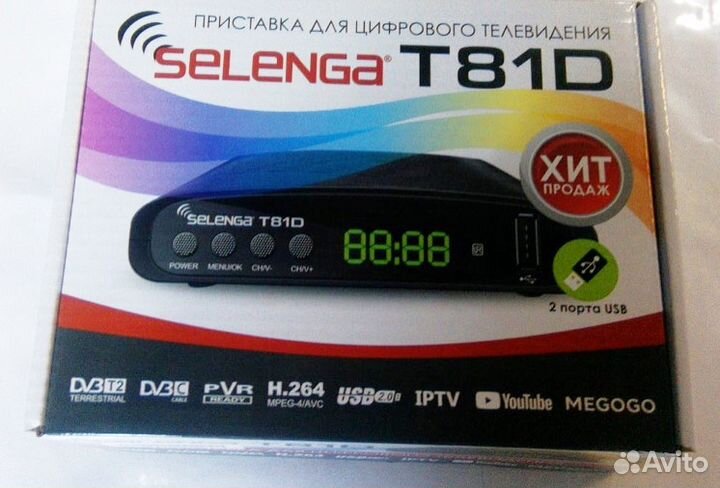 ПРИСТАВКА ДЛЯ ЦИФРОВОГО ТЕЛЕВИДЕНИЯ
SELENGA® T81D
ХИТ
ПРОДАЖ
SELENGA T81D
88:88
POWER MENU/OK CH/V- CH/V+
2 порта USB
DVB T2
TERRESTRIAL
DVB C
CABLE
PVR
READY
H.264
MPEG-4/AVC
USB 2.0
IPTV
YouTube
MEGOGO
Avito